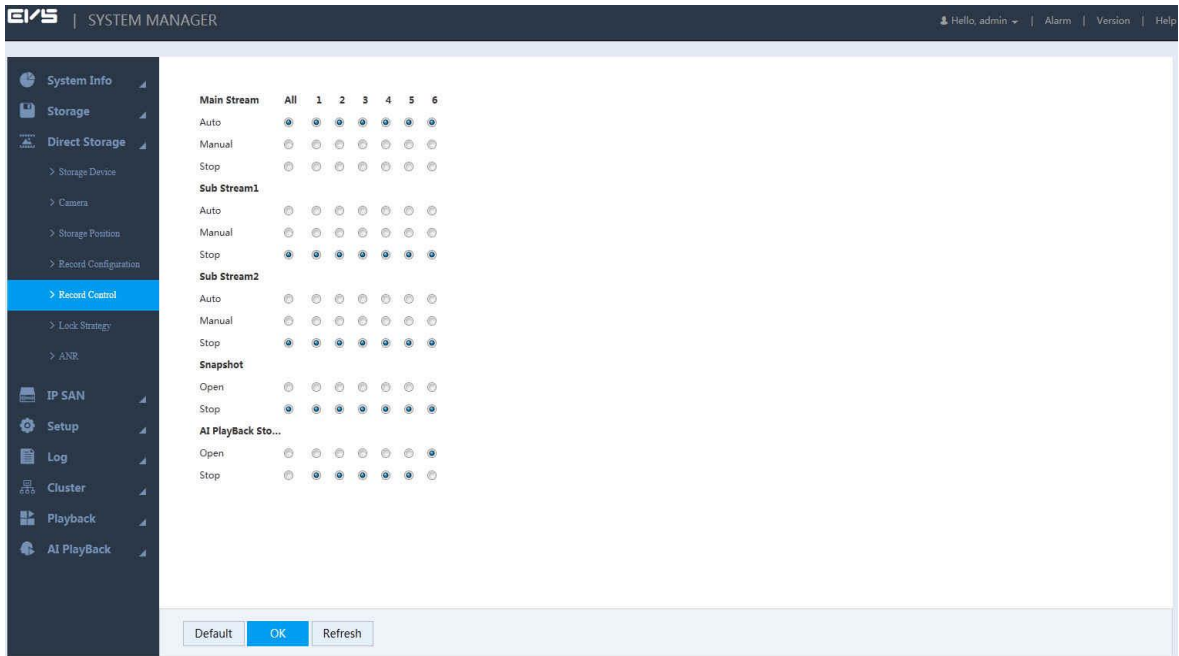 EVS | SYSTEM MANAGER
Hello, admin | Alarm | Version | Help
System Info
Storage
Direct Storage
> Storage Device
> Camera
> Storage Position
> Record Configuration
> Record Control
> Lock Strategy
> ANR
IP SAN
Setup
Log
Cluster
Playback
AI PlayBack
Main Stream All 1 2 3 4 5 6
Auto
Manual
Stop
Sub Stream1
Auto
Manual
Stop
Sub Stream2
Auto
Manual
Stop
Snapshot
Open
Stop
AI PlayBack Sto...
Open
Stop
Default OK Refresh